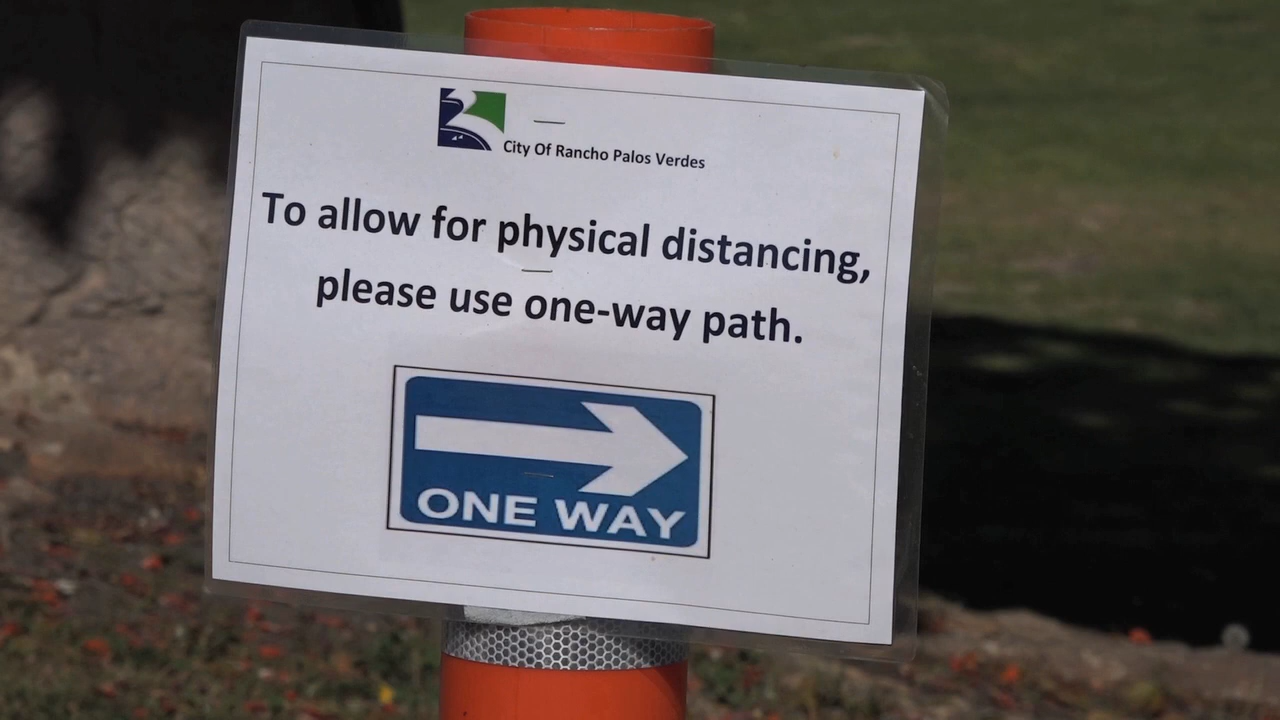 City Of Rancho Palos Verdes
To allow for physical distancing,
please use one-way path.
ONE WAY